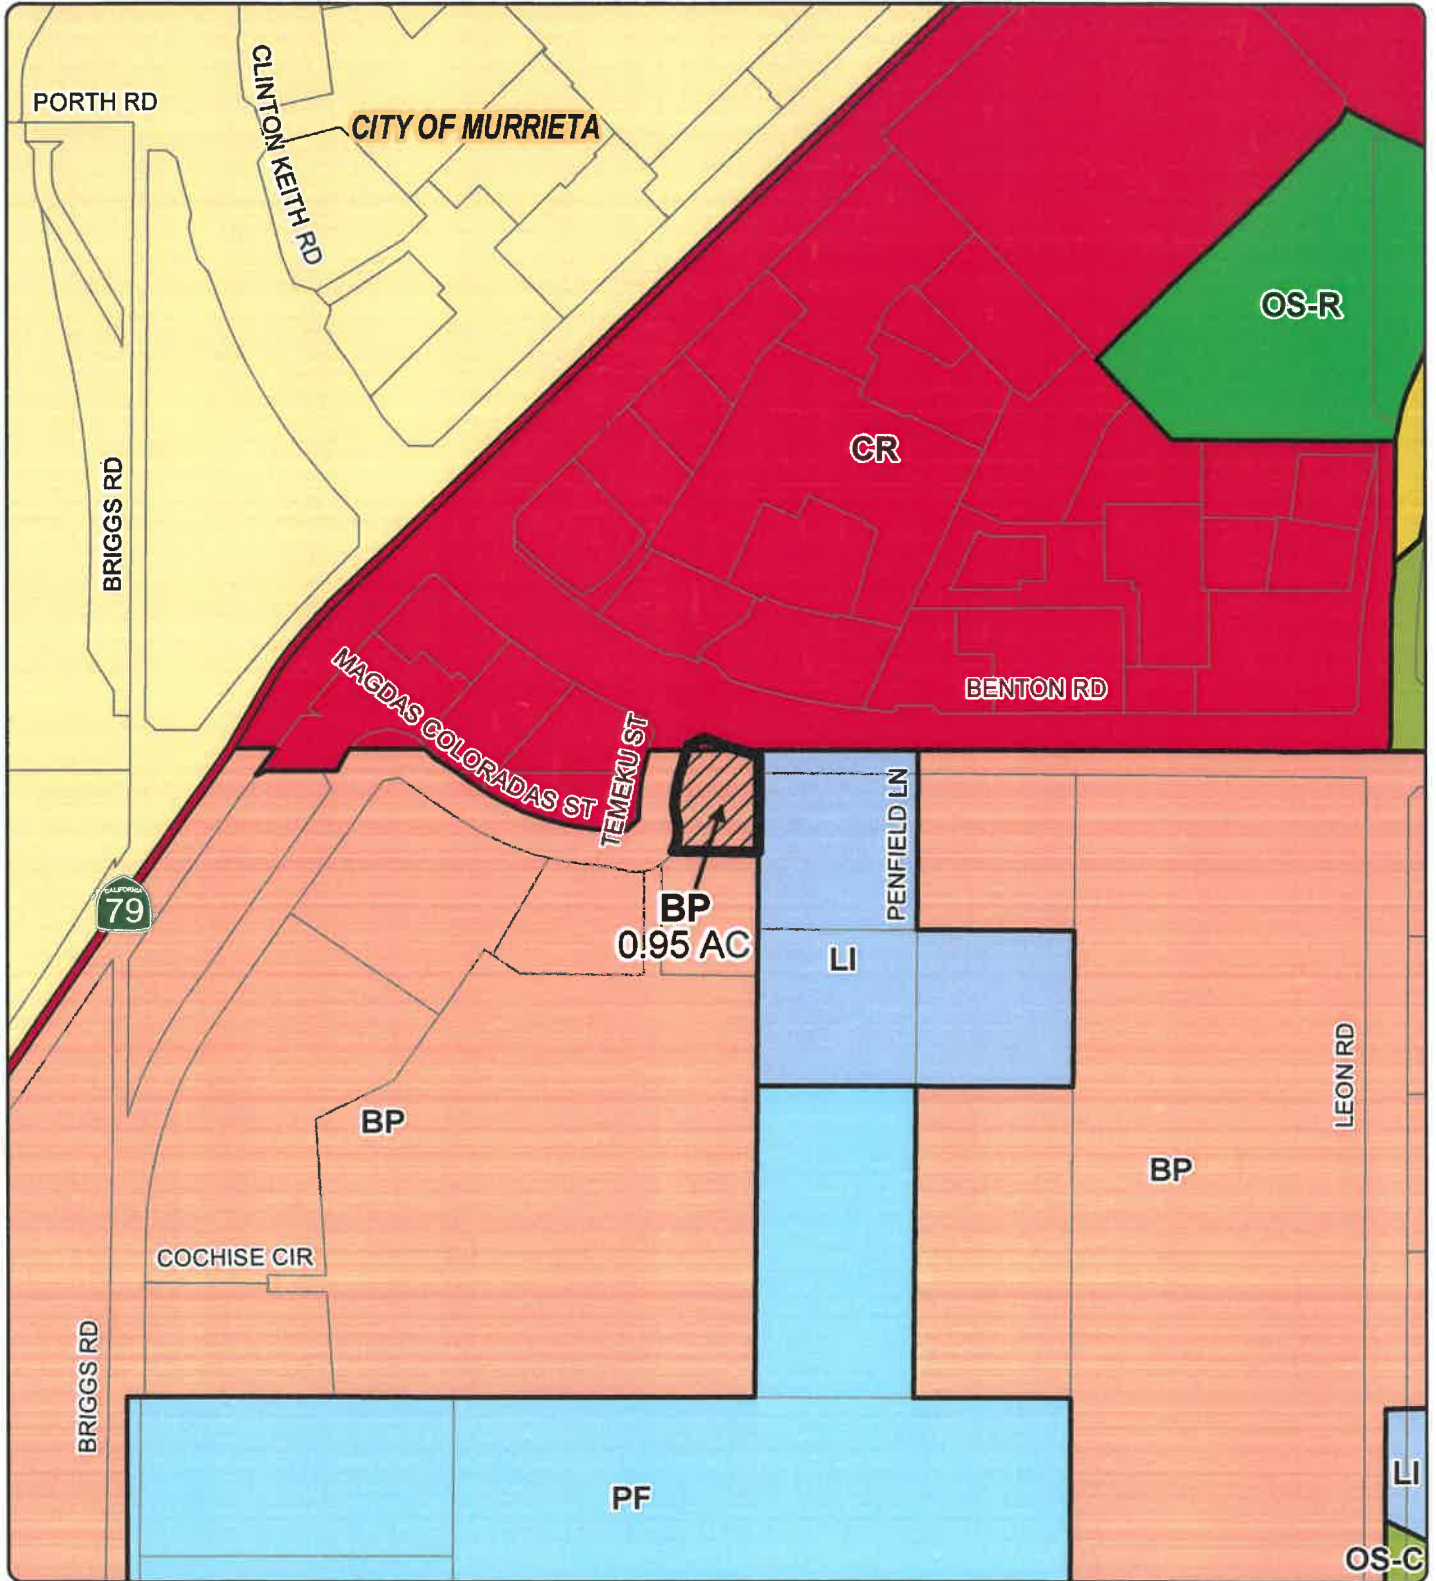 PORTH RD
CLINTON KEITH RD
CITY OF MURRIETA
OS-R
CR
BRIGGS RD
MAGDAS COLORADAS ST
TEMEKU ST
BENTON RD
PENFIELD LN
CALIFORNIA
79
BP
0.95 AC
LI
LEON RD
BP
BP
COCHISE CIR
BRIGGS RD
PF
LI
OS-C